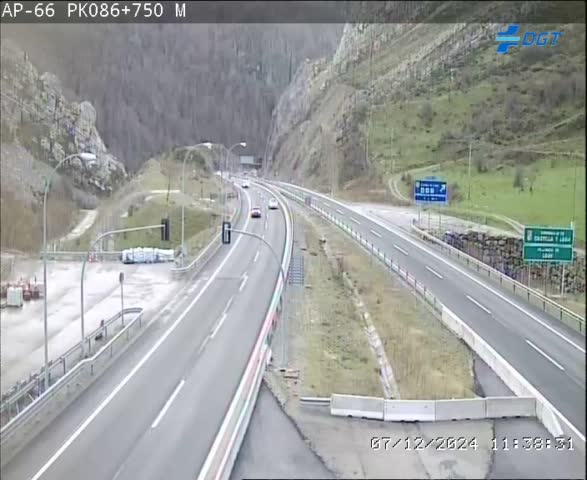 AP-66 PK086+750 M
DGT
CASTILLA Y LEÓN
LEÓN
07/12/2024 11:38:31